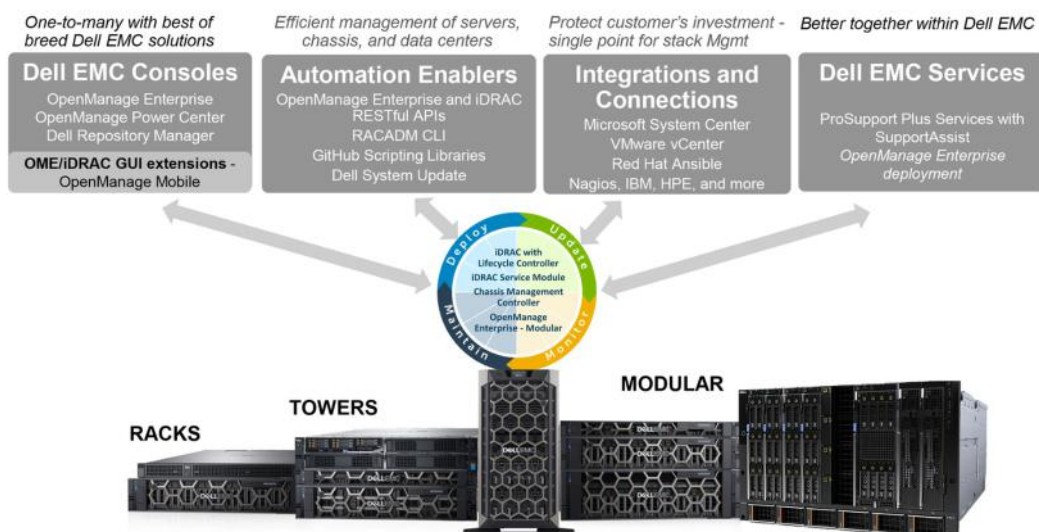 One-to-many with best of
breed Dell EMC solutions
Efficient management of servers,
chassis, and data centers
Protect customer's investment -
single point for stack Mgmt
Better together within Dell EMC
Dell EMC Consoles
OpenManage Enterprise
OpenManage Power Center
Dell Repository Manager
OME/iDRAC GUI extensions -
OpenManage Mobile
Automation Enablers
OpenManage Enterprise and iDRAC
RESTful APIs
RACADM CLI
GitHub Scripting Libraries
Dell System Update
Integrations and
Connections
Microsoft System Center
VMware vCenter
Red Hat Ansible
Nagios, IBM, HPE, and more
Dell EMC Services
ProSupport Plus Services with
SupportAssist
OpenManage Enterprise
deployment
Deploy
Update
Maintain
Monitor
iDRAC with
Lifecycle Controller
iDRAC Service Module
Chassis Management
Controller
OpenManage
Enterprise - Modular
RACKS
TOWERS
MODULAR
DELLEMC
DELLEMC
DELLEMC
DELLEMC